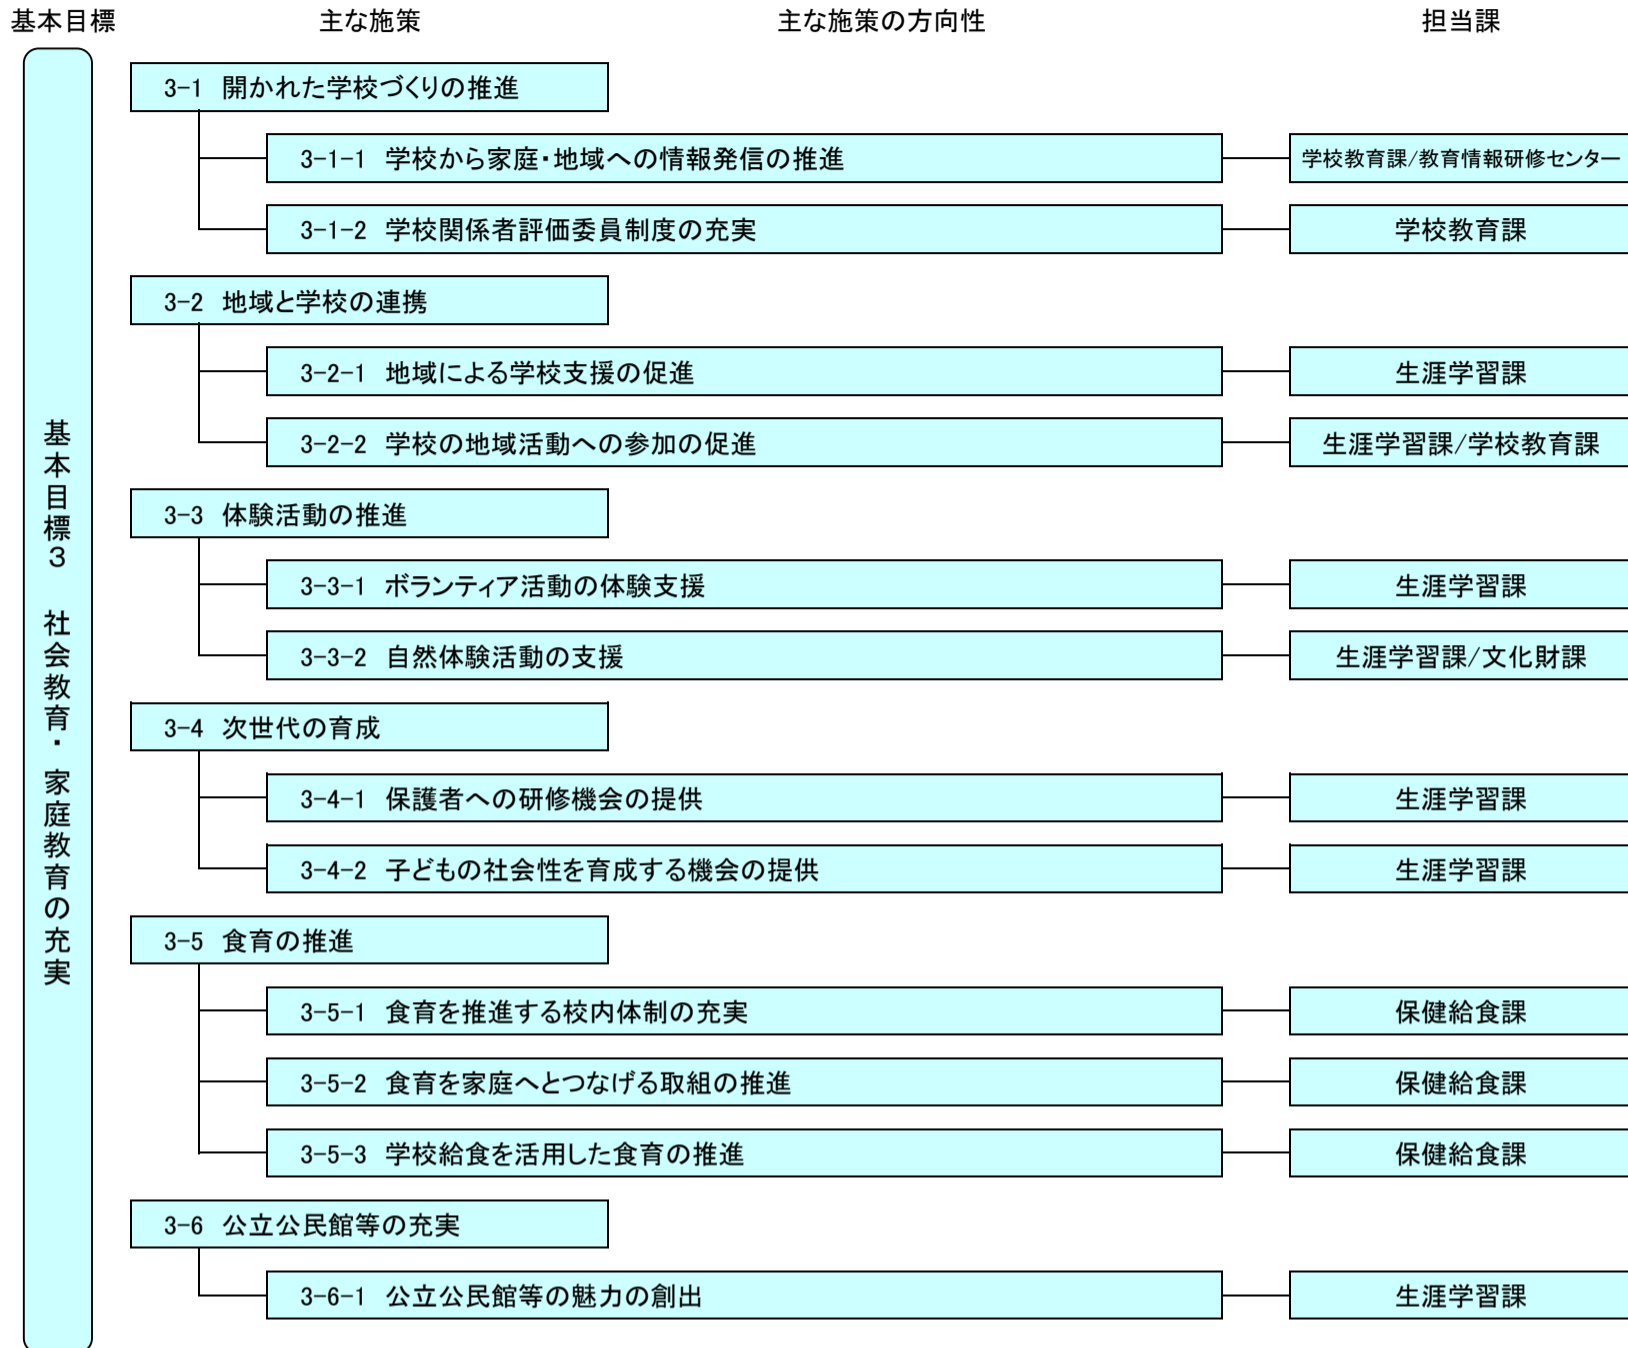 基本目標 主な施策 主な施策の方向性 担当課
基本目標３ 社会教育・家庭教育の充実
3-1 開かれた学校づくりの推進
3-1-1 学校から家庭・地域への情報発信の推進 学校教育課/教育情報研修センター
3-1-2 学校関係者評価委員制度の充実 学校教育課
3-2 地域と学校の連携
3-2-1 地域による学校支援の促進 生涯学習課
3-2-2 学校の地域活動への参加の促進 生涯学習課/学校教育課
3-3 体験活動の推進
3-3-1 ボランティア活動の体験支援 生涯学習課
3-3-2 自然体験活動の支援 生涯学習課/文化財課
3-4 次世代の育成
3-4-1 保護者への研修機会の提供 生涯学習課
3-4-2 子どもの社会性を育成する機会の提供 生涯学習課
3-5 食育の推進
3-5-1 食育を推進する校内体制の充実 保健給食課
3-5-2 食育を家庭へとつなげる取組の推進 保健給食課
3-5-3 学校給食を活用した食育の推進 保健給食課
3-6 公立公民館等の充実
3-6-1 公立公民館等の魅力の創出 生涯学習課